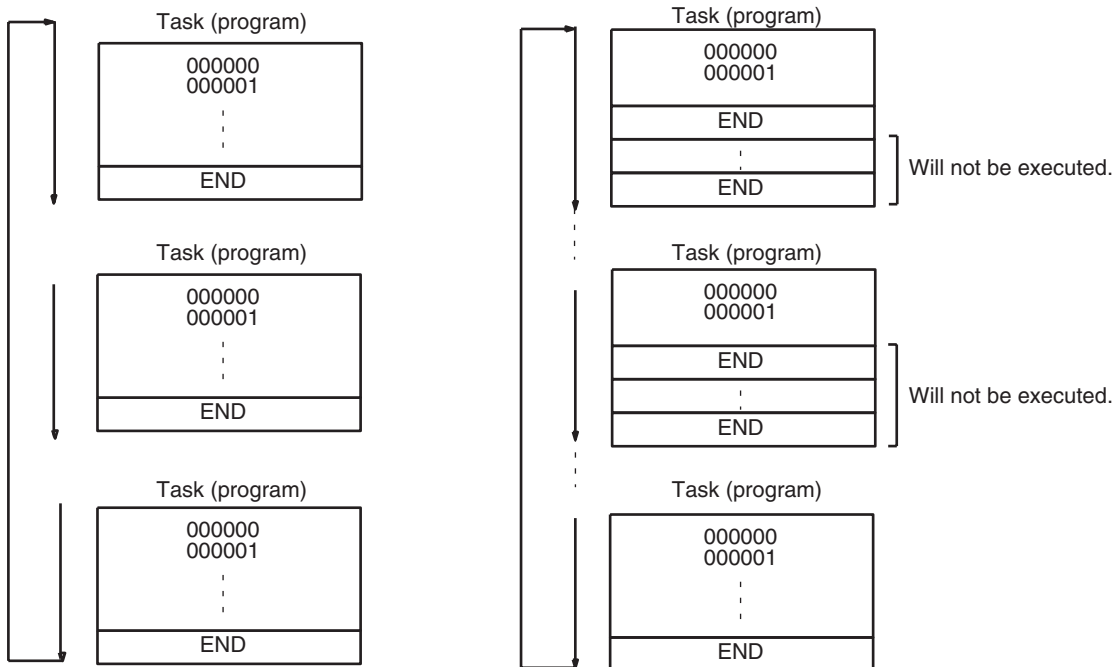 Task (program)
000000
000001
END
Task (program)
000000
000001
END
Task (program)
000000
000001
END
Task (program)
000000
000001
END
END
Will not be executed.
Task (program)
000000
000001
END
END
Will not be executed.
Task (program)
000000
000001
END